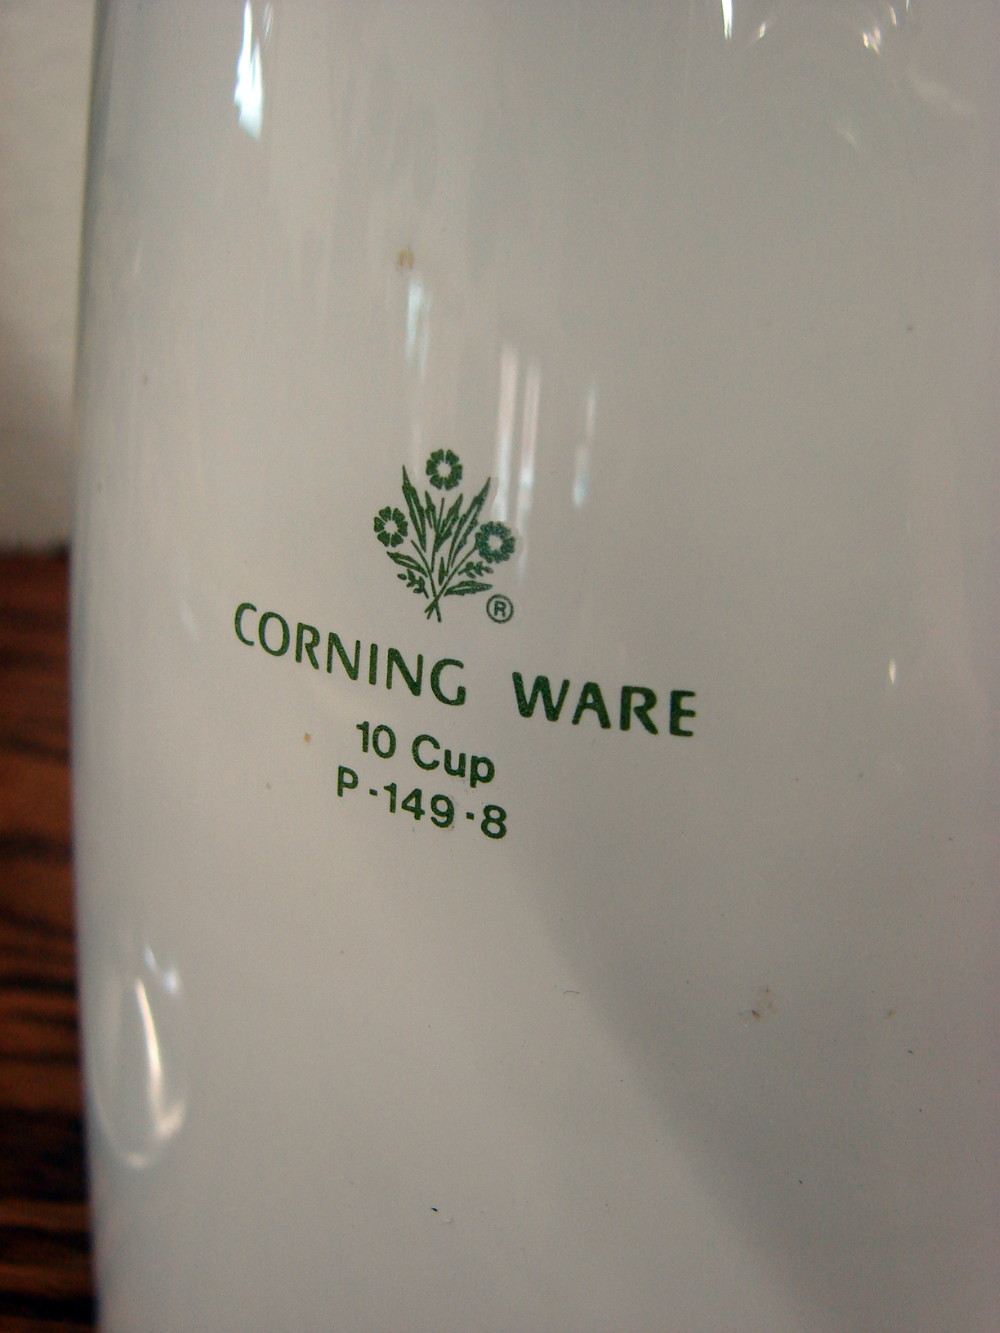 ®
CORNING WARE
10 Cup
P-149-8